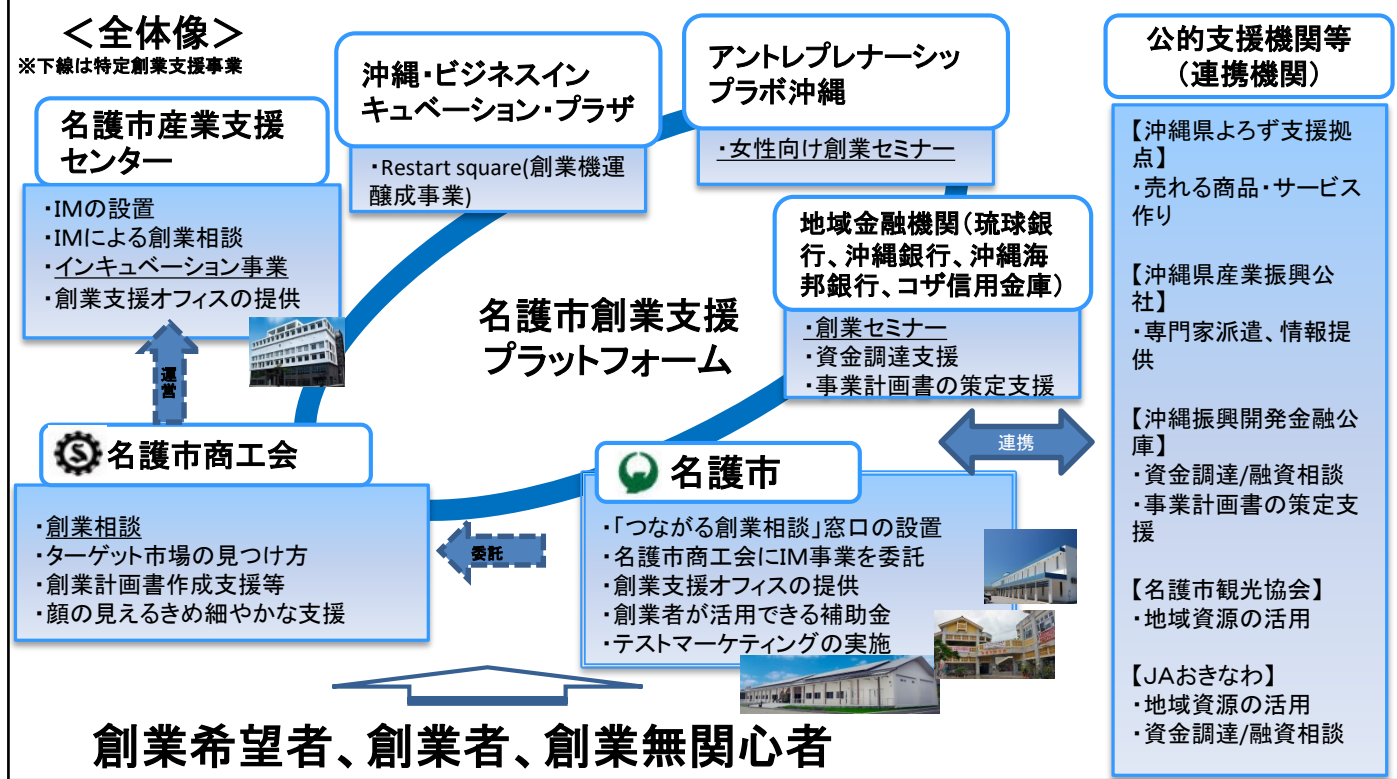 ＜全体像＞
※下線は特定創業支援事業
名護市産業支援
センター
・IMの設置
・IMによる創業相談
・インキュベーション事業
・創業支援オフィスの提供
沖縄・ビジネスイン
キュベーション・プラザ
・Restart square(創業機運
醸成事業)
アントレプレナーシッ
プラボ沖縄
・女性向け創業セミナー
地域金融機関（琉球銀
行、沖縄銀行、沖縄海
邦銀行、コザ信用金庫）
・創業セミナー
・資金調達支援
・事業計画書の策定支援
名護市創業支援
プラットフォーム
運営
名護市商工会
・創業相談
・ターゲット市場の見つけ方
・創業計画書作成支援等
・顔の見えるきめ細やかな支援
委託
名護市
・「つながる創業相談」窓口の設置
・名護市商工会にIM事業を委託
・創業支援オフィスの提供
・創業者が活用できる補助金
・テストマーケティングの実施
連携
公的支援機関等
（連携機関）
【沖縄県よろず支援拠
点】
・売れる商品・サービス
作り
【沖縄県産業振興公
社】
・専門家派遣、情報提
供
【沖縄振興開発金融公
庫】
・資金調達/融資相談
・事業計画書の策定支
援
【名護市観光協会】
・地域資源の活用
【JAおきなわ】
・地域資源の活用
・資金調達/融資相談
創業希望者、創業者、創業無関心者